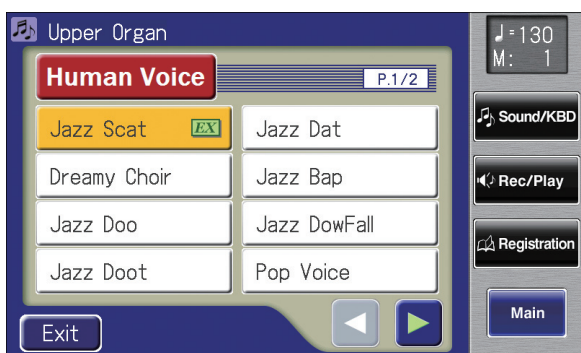 Upper Organ
Human Voice
P.1/2
Jazz Scat EX
Jazz Dat
Dreamy Choir
Jazz Bap
Jazz Doo
Jazz DowFall
Jazz Doot
Pop Voice
Exit
♩=130
M: 1
Sound/KBD
Rec/Play
Registration
Main